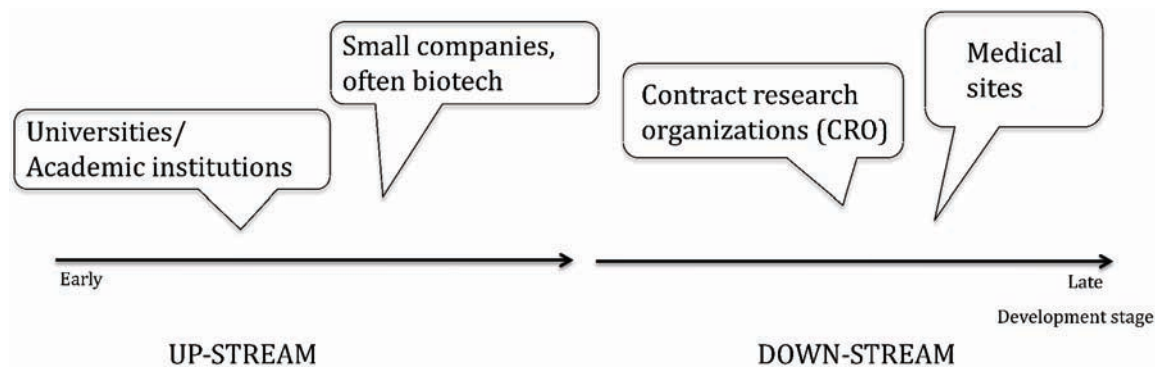 Universities/
Academic institutions
Small companies,
often biotech
Contract research
organizations (CRO)
Medical
sites
Early
Late
Development stage
UP-STREAM
DOWN-STREAM